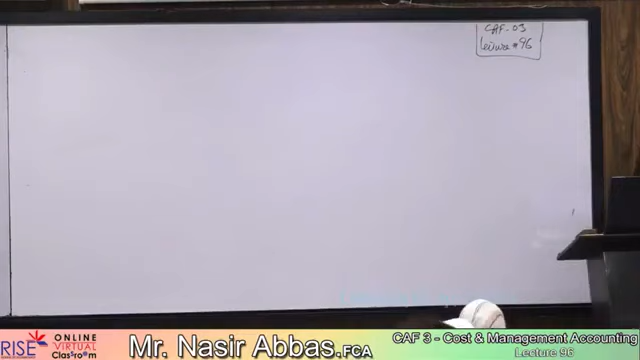 CAF-03
Lecture #96
RISE
ONLINE
VIRTUAL
Classroom
Mr. Nasir Abbas.FCA
CAF 3 - Cost & Management Accounting
Lecture 96